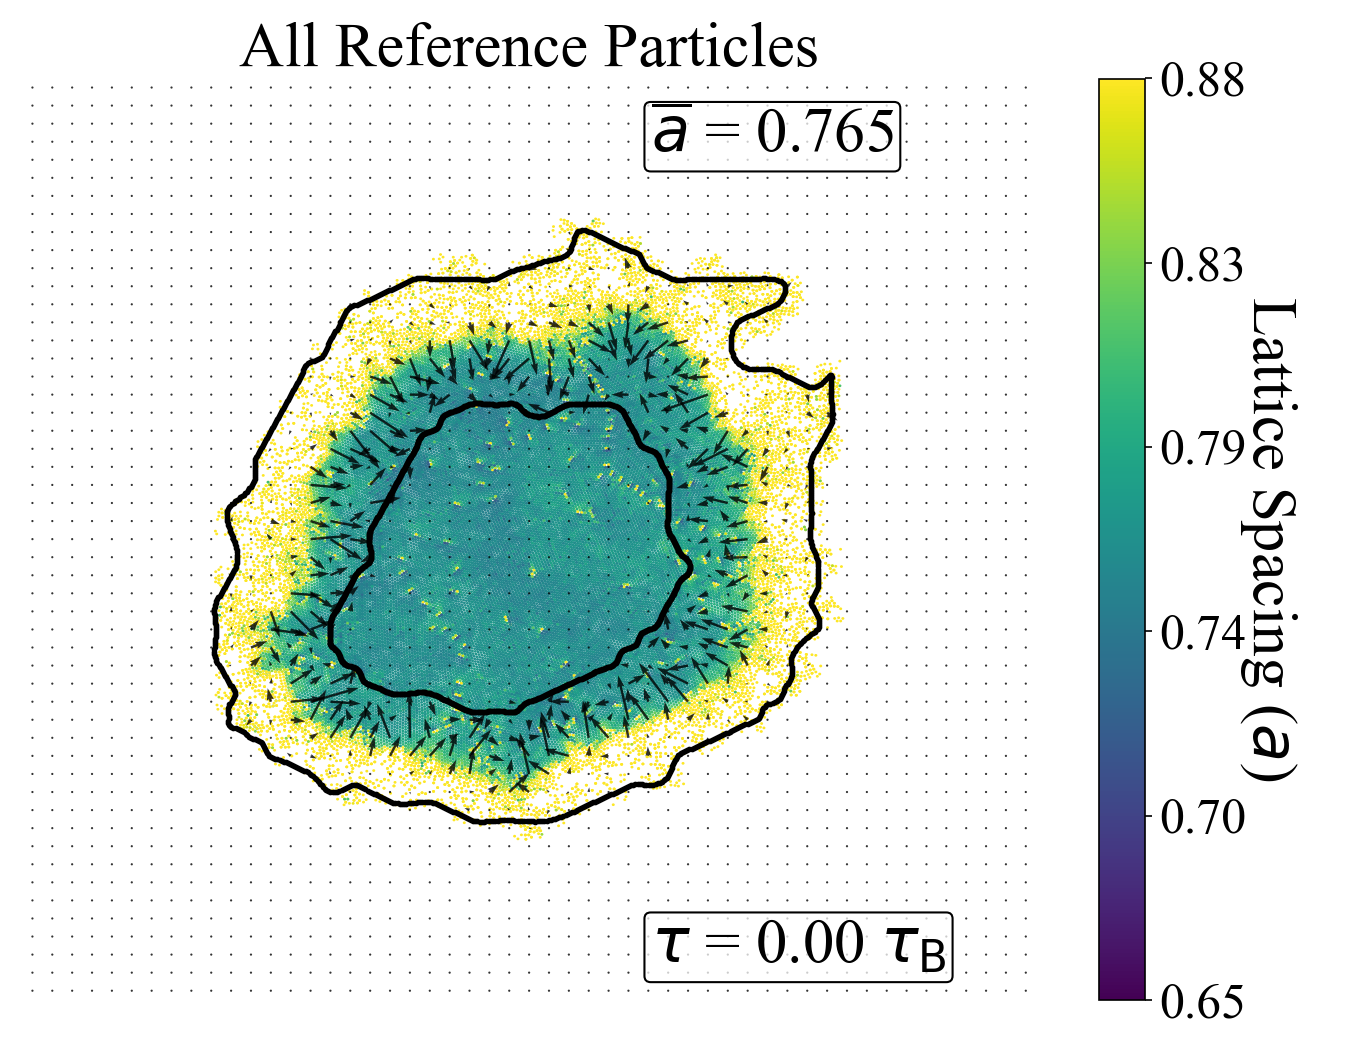 All Reference Particles
a̅ = 0.765
τ = 0.00 τB
0.88
0.83
0.79
0.74
0.70
0.65
Lattice Spacing (a)